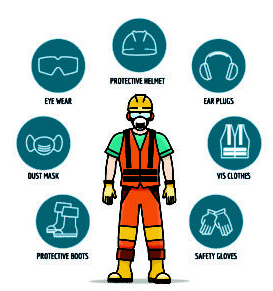 PROTECTIVE HELMET
EYE WEAR
EAR PLUGS
DUST MASK
VIS CLOTHES
PROTECTIVE BOOTS
SAFETY GLOVES